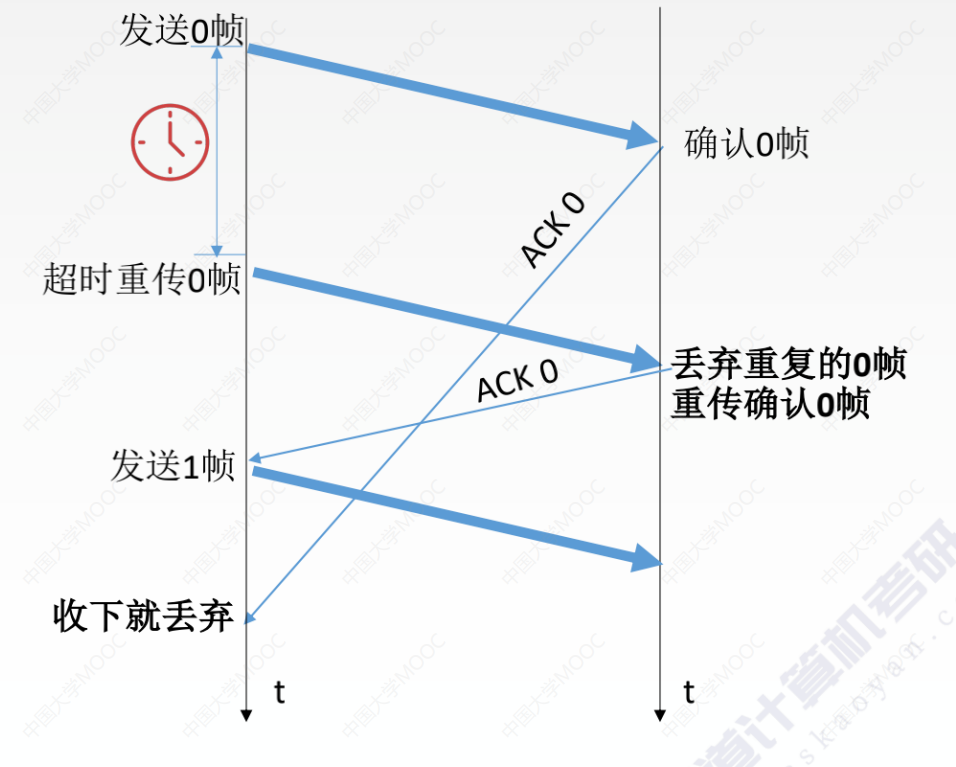 发送0帧
确认0帧
ACK 0
超时重传0帧
丢弃重复的0帧
重传确认0帧
ACK 0
发送1帧
收下就丢弃
t
t
中国大学MOOC
道计算机考研
skaoyan.c